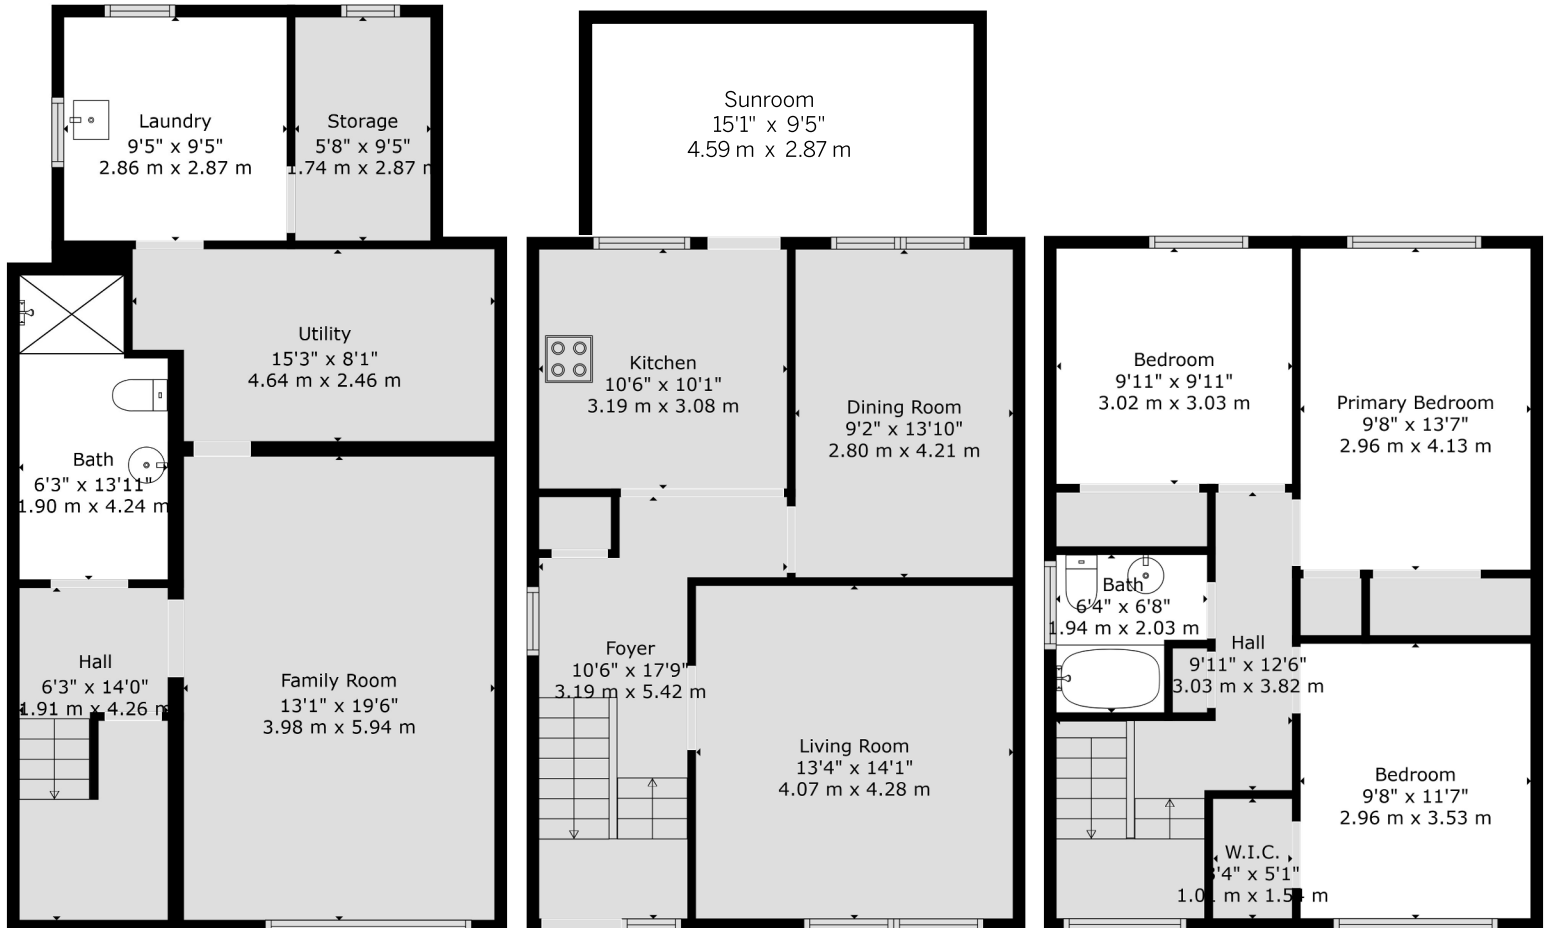 Laundry
9'5" x 9'5"
2.86 m x 2.87 m
Storage
5'8" x 9'5"
1.74 m x 2.87 m
Utility
15'3" x 8'1"
4.64 m x 2.46 m
Bath
6'3" x 13'11"
1.90 m x 4.24 m
Hall
6'3" x 14'0"
1.91 m x 4.26 m
Family Room
13'1" x 19'6"
3.98 m x 5.94 m
Sunroom
15'1" x 9'5"
4.59 m x 2.87 m
Kitchen
10'6" x 10'1"
3.19 m x 3.08 m
Dining Room
9'2" x 13'10"
2.80 m x 4.21 m
Foyer
10'6" x 17'9"
3.19 m x 5.42 m
Living Room
13'4" x 14'1"
4.07 m x 4.28 m
Bedroom
9'11" x 9'11"
3.02 m x 3.03 m
Primary Bedroom
9'8" x 13'7"
2.96 m x 4.13 m
Bath
6'4" x 6'8"
1.94 m x 2.03 m
Hall
9'11" x 12'6"
3.03 m x 3.82 m
Bedroom
9'8" x 11'7"
2.96 m x 3.53 m
W.I.C.
3'4" x 5'1"
m x 1.54 m